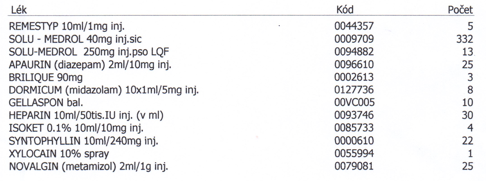 Lék Kód Počet
REMESTYP 10ml/1mg inj. 0044357 5
SOLU - MEDROL 40mg inj.sic 0009709 332
SOLU-MEDROL 250mg inj.pso LQF 0094882 13
APAURIN (diazepam) 2ml/10mg inj. 0096610 25
BRILIQUE 90mg 0002613 3
DORMICUM (midazolam) 10x1ml/5mg inj. 0127736 8
GELLASPON bal. 00VC005 10
HEPARIN 10ml/50tis.IU inj. (v ml) 0093746 30
ISOKET 0.1% 10ml/10mg inj. 0085733 4
SYNTOPHYLLIN 10ml/240mg inj. 0000610 22
XYLOCAIN 10% spray 0055994 1
NOVALGIN (metamizol) 2ml/1g inj. 0079081 25